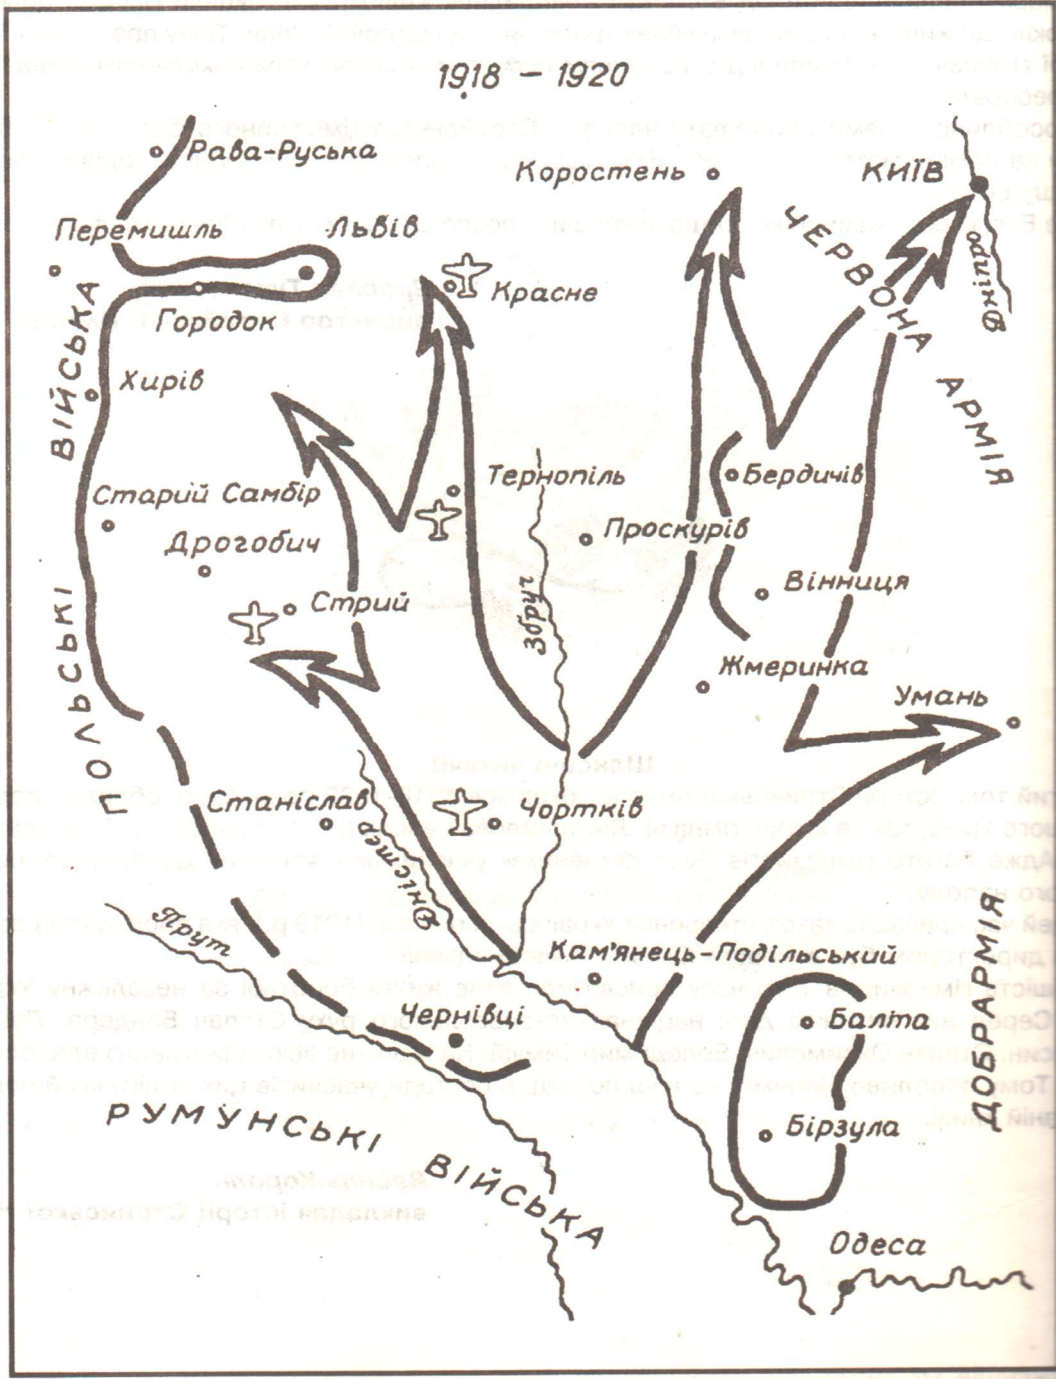 1918 – 1920
Рава-Руська
Коростень
КИЇВ
Перемишль
Львів
ЧЕРВОНА АРМІЯ
Дніпро
Красне
Городок
Хирів
ПОЛЬСЬКІ ВІЙСЬКА
Тернопіль
Бердичів
Старий Самбір
Проскурів
Дрогобич
Вінниця
Стрий
Збруч
Жмеринка
Умань
Станіслав
Дністер
Чортків
Прут
Кам'янець-Подільський
Чернівці
Балта
ДОБРАРМИЯ
РУМУНСЬКІ ВІЙСЬКА
Бірзула
Одеса